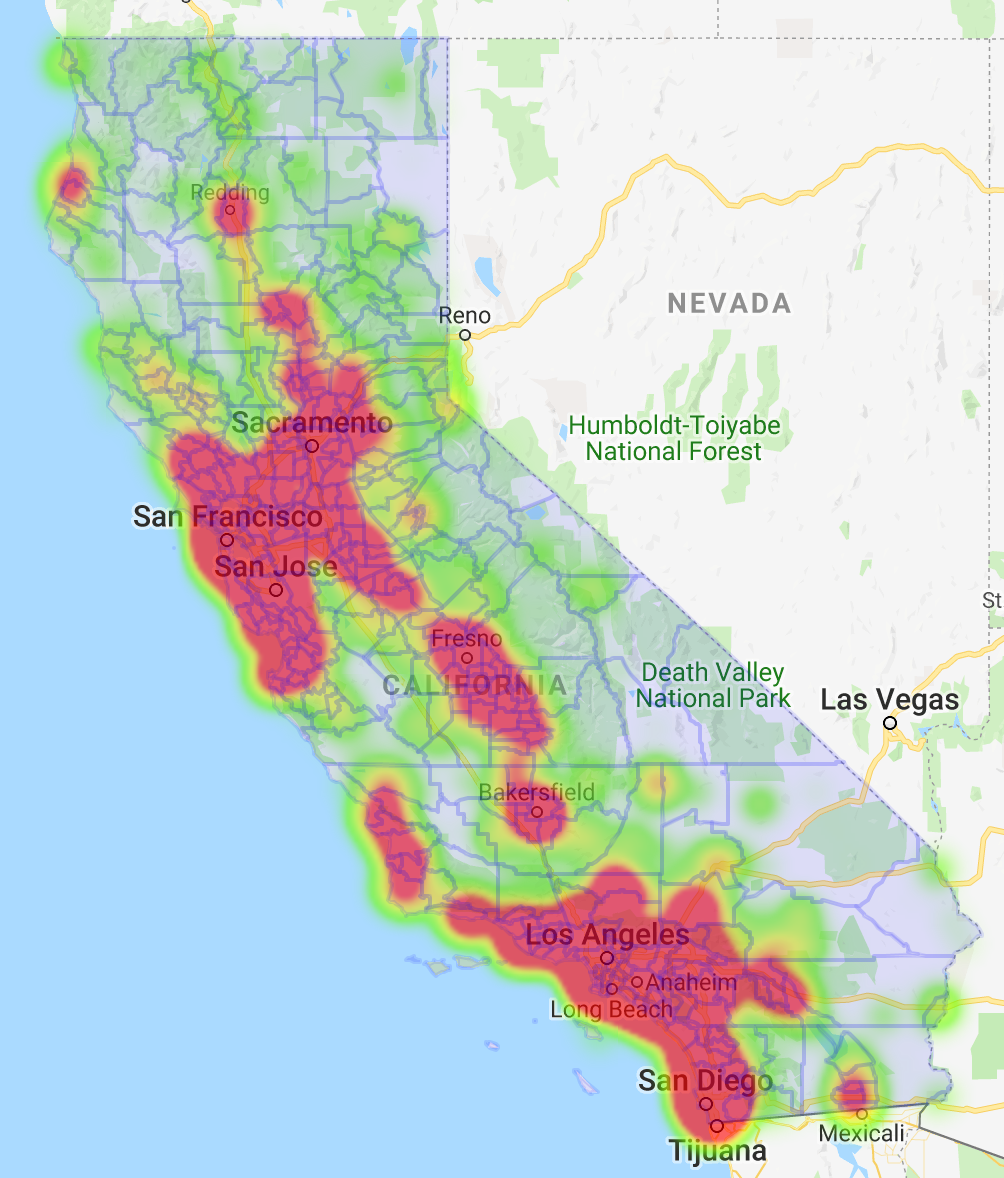 Redding
Reno
NEVADA
Sacramento
Humboldt-Toiyabe
National Forest
San Francisco
San Jose
St
Fresno
CALIFORNIA
Death Valley
National Park
Las Vegas
Bakersfield
Los Angeles
Anaheim
Long Beach
San Diego
Mexicali
Tijuana